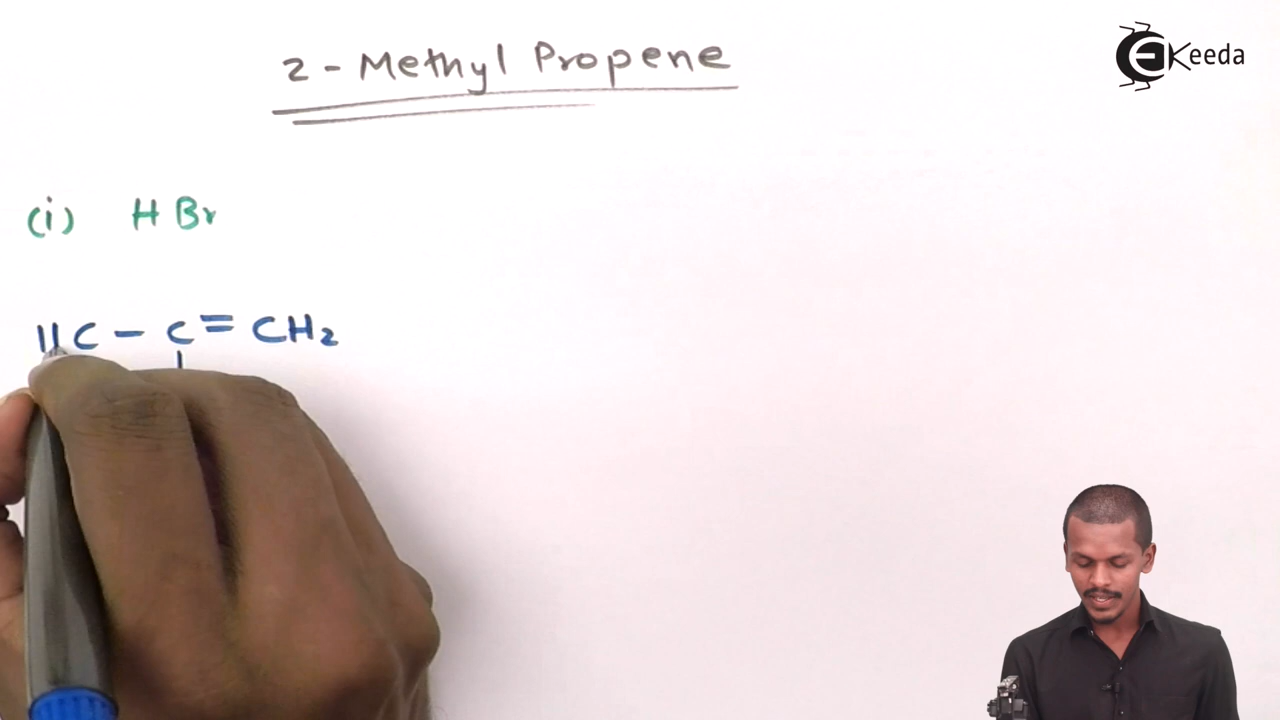 2 - Methyl Propene
EKeeda
(i) HBr
C - C = CH2